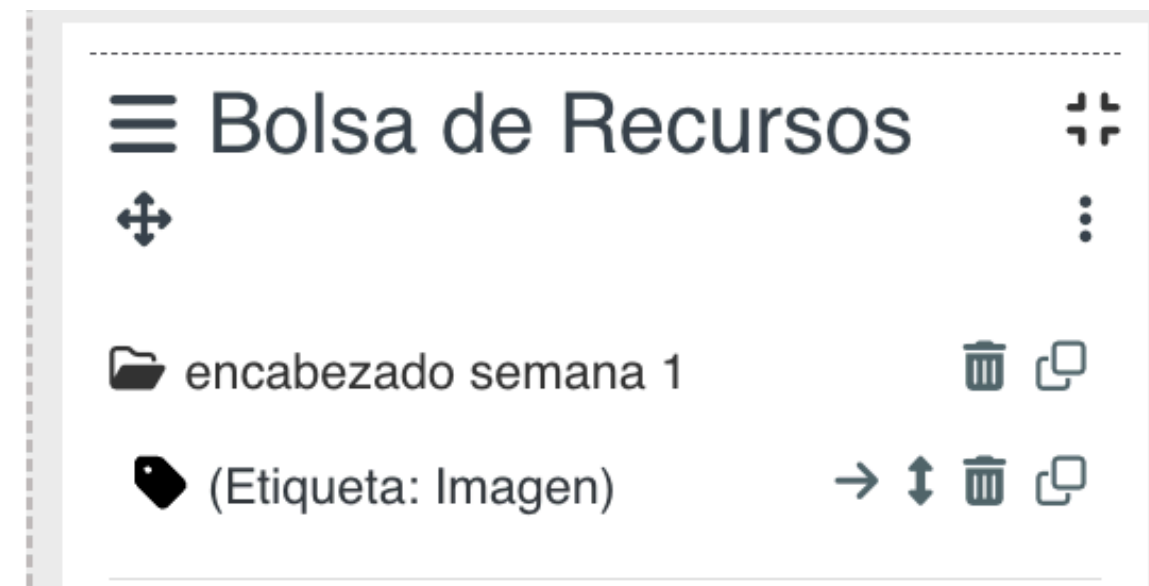 Bolsa de Recursos
encabezado semana 1
(Etiqueta: Imagen)